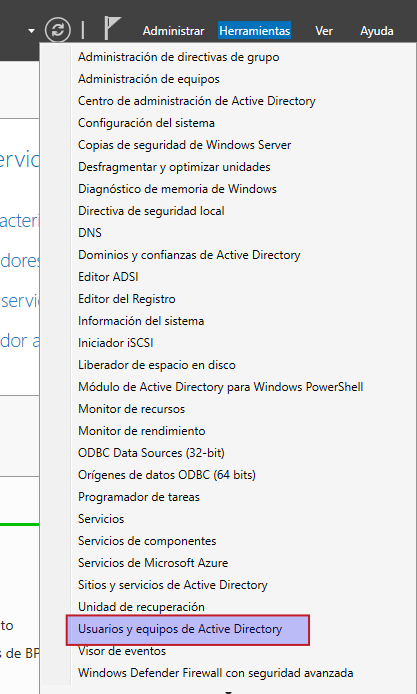 Administrar Herramientas Ver Ayuda
Administración de directivas de grupo
Administración de equipos
Centro de administración de Active Directory
Configuración del sistema
Copias de seguridad de Windows Server
Desfragmentar y optimizar unidades
Diagnóstico de memoria de Windows
Directiva de seguridad local
DNS
Dominios y confianzas de Active Directory
Editor ADSI
Editor del Registro
Información del sistema
Iniciador iSCSI
Liberador de espacio en disco
Módulo de Active Directory para Windows PowerShell
Monitor de recursos
Monitor de rendimiento
ODBC Data Sources (32-bit)
Orígenes de datos ODBC (64 bits)
Programador de tareas
Servicios
Servicios de componentes
Servicios de Microsoft Azure
Sitios y servicios de Active Directory
Unidad de recuperación
Usuarios y equipos de Active Directory
Visor de eventos
Windows Defender Firewall con seguridad avanzada
ervic
acteri
dores
servic
dor a
to
s de BP